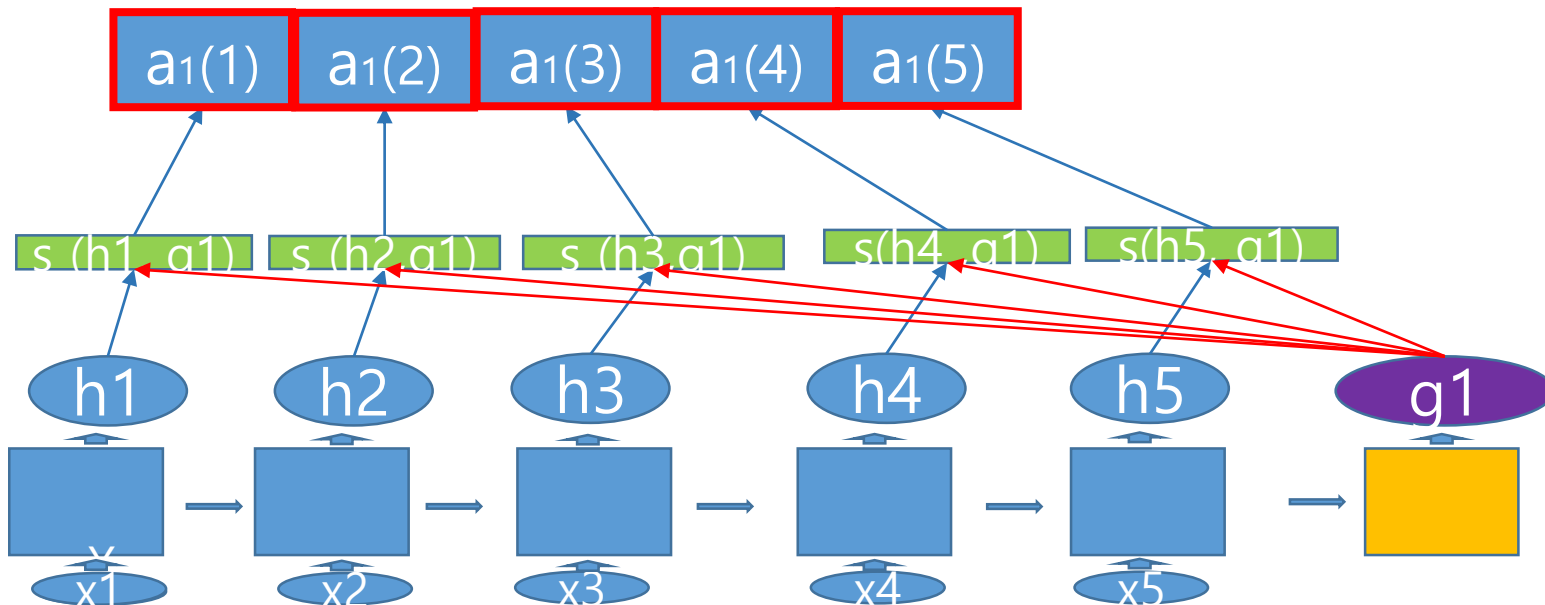 a1(1) a1(2) a1(3) a1(4) a1(5)
s (h1, g1) s (h2,g1) s (h3,g1) s(h4 ,g1) s(h5, g1)
h1 h2 h3 h4 h5 g1
x1 x2 x3 x4 x5